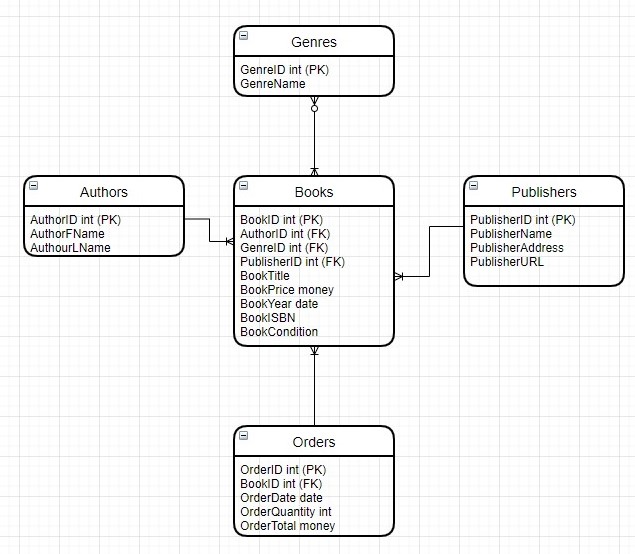 Genres
GenreID int (PK)
GenreName
Authors
AuthorID int (PK)
AuthorFName
AuthourLName
Books
BookID int (PK)
AuthorID int (FK)
GenreID int (FK)
PublisherID int (FK)
BookTitle
BookPrice money
BookYear date
BookISBN
BookCondition
Publishers
PublisherID int (PK)
PublisherName
PublisherAddress
PublisherURL
Orders
OrderID int (PK)
BookID int (FK)
OrderDate date
OrderQuantity int
OrderTotal money